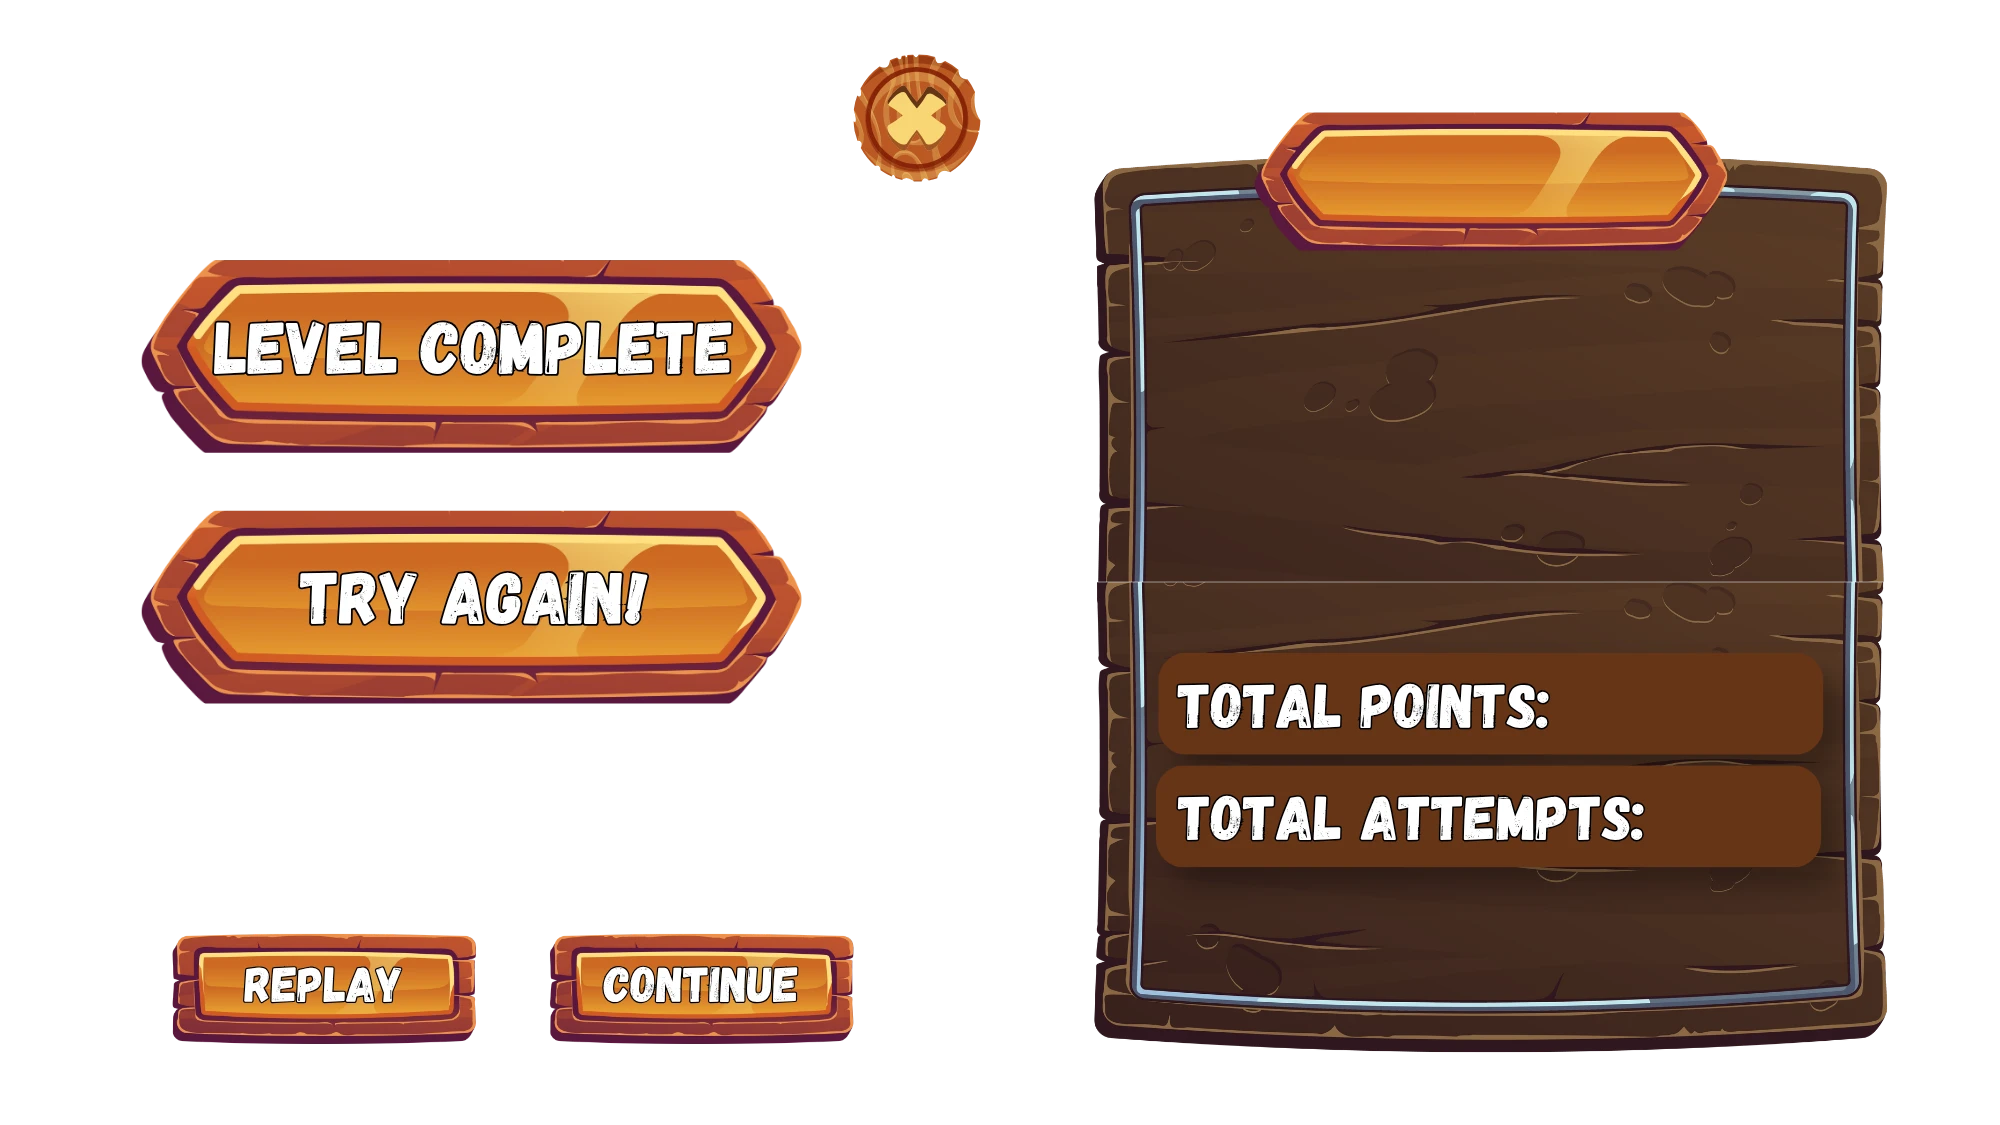 LEVEL COMPLETE
TRY AGAIN!
REPLAY
CONTINUE
TOTAL POINTS:
TOTAL ATTEMPTS: